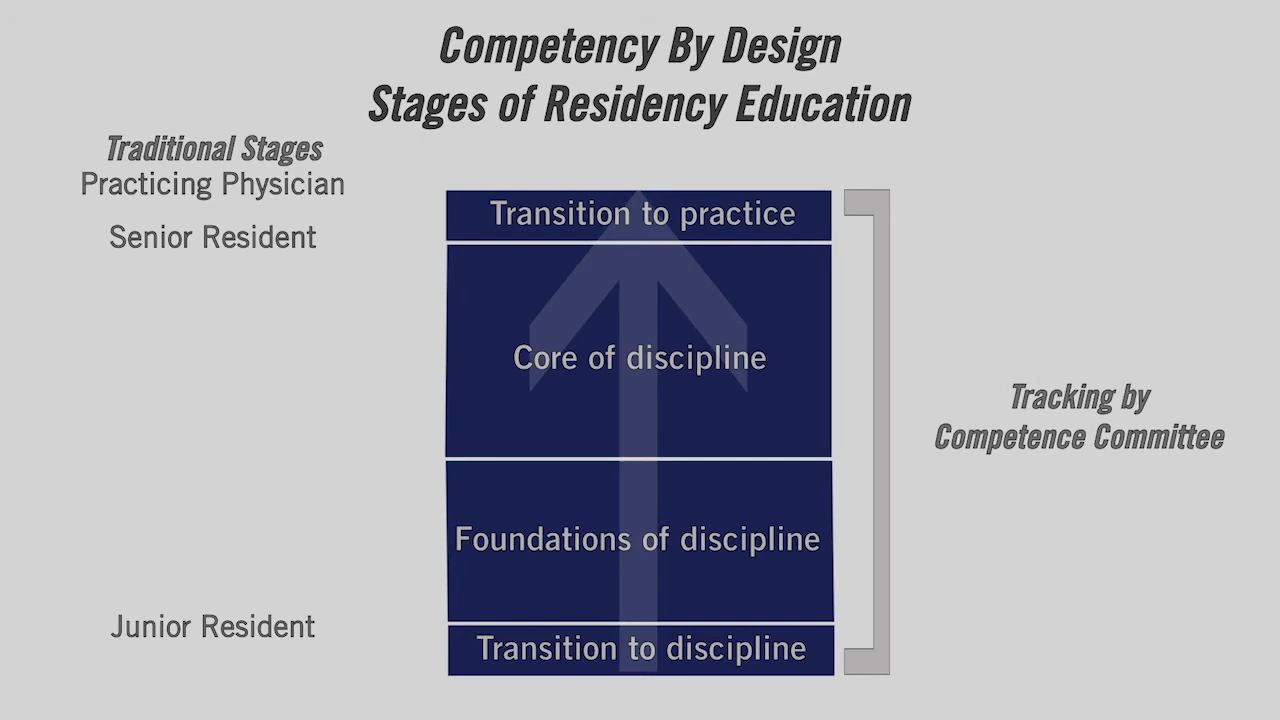 Competency By Design
Stages of Residency Education
Traditional Stages
Practicing Physician
Senior Resident
Junior Resident
Transition to practice
Core of discipline
Foundations of discipline
Transition to discipline
Tracking by
Competence Committee